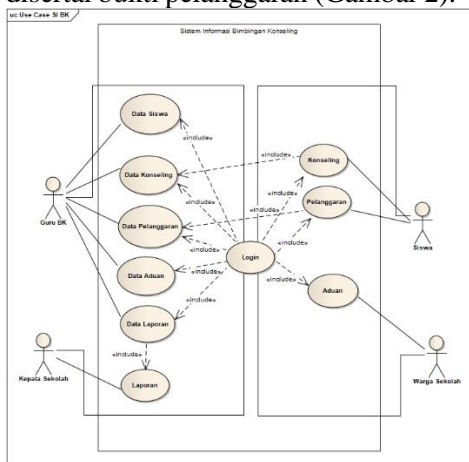 disertai bukti pelanggaran (Gambar 2).
uc Use Case SI BK
Sistem Informasi Bimbingan Konseling
Data Siswa
«include»
«include»
Konseling
Data Konseling
«include»
«include»
Pelanggaran
Guru BK
«include»
Data Pelanggaran
«include»
«include»
Siswa
Login
Data Aduan
«include»
«include»
Aduan
«include»
Data Laporan
«include»
Kepala Sekolah
Laporan
Warga Sekolah